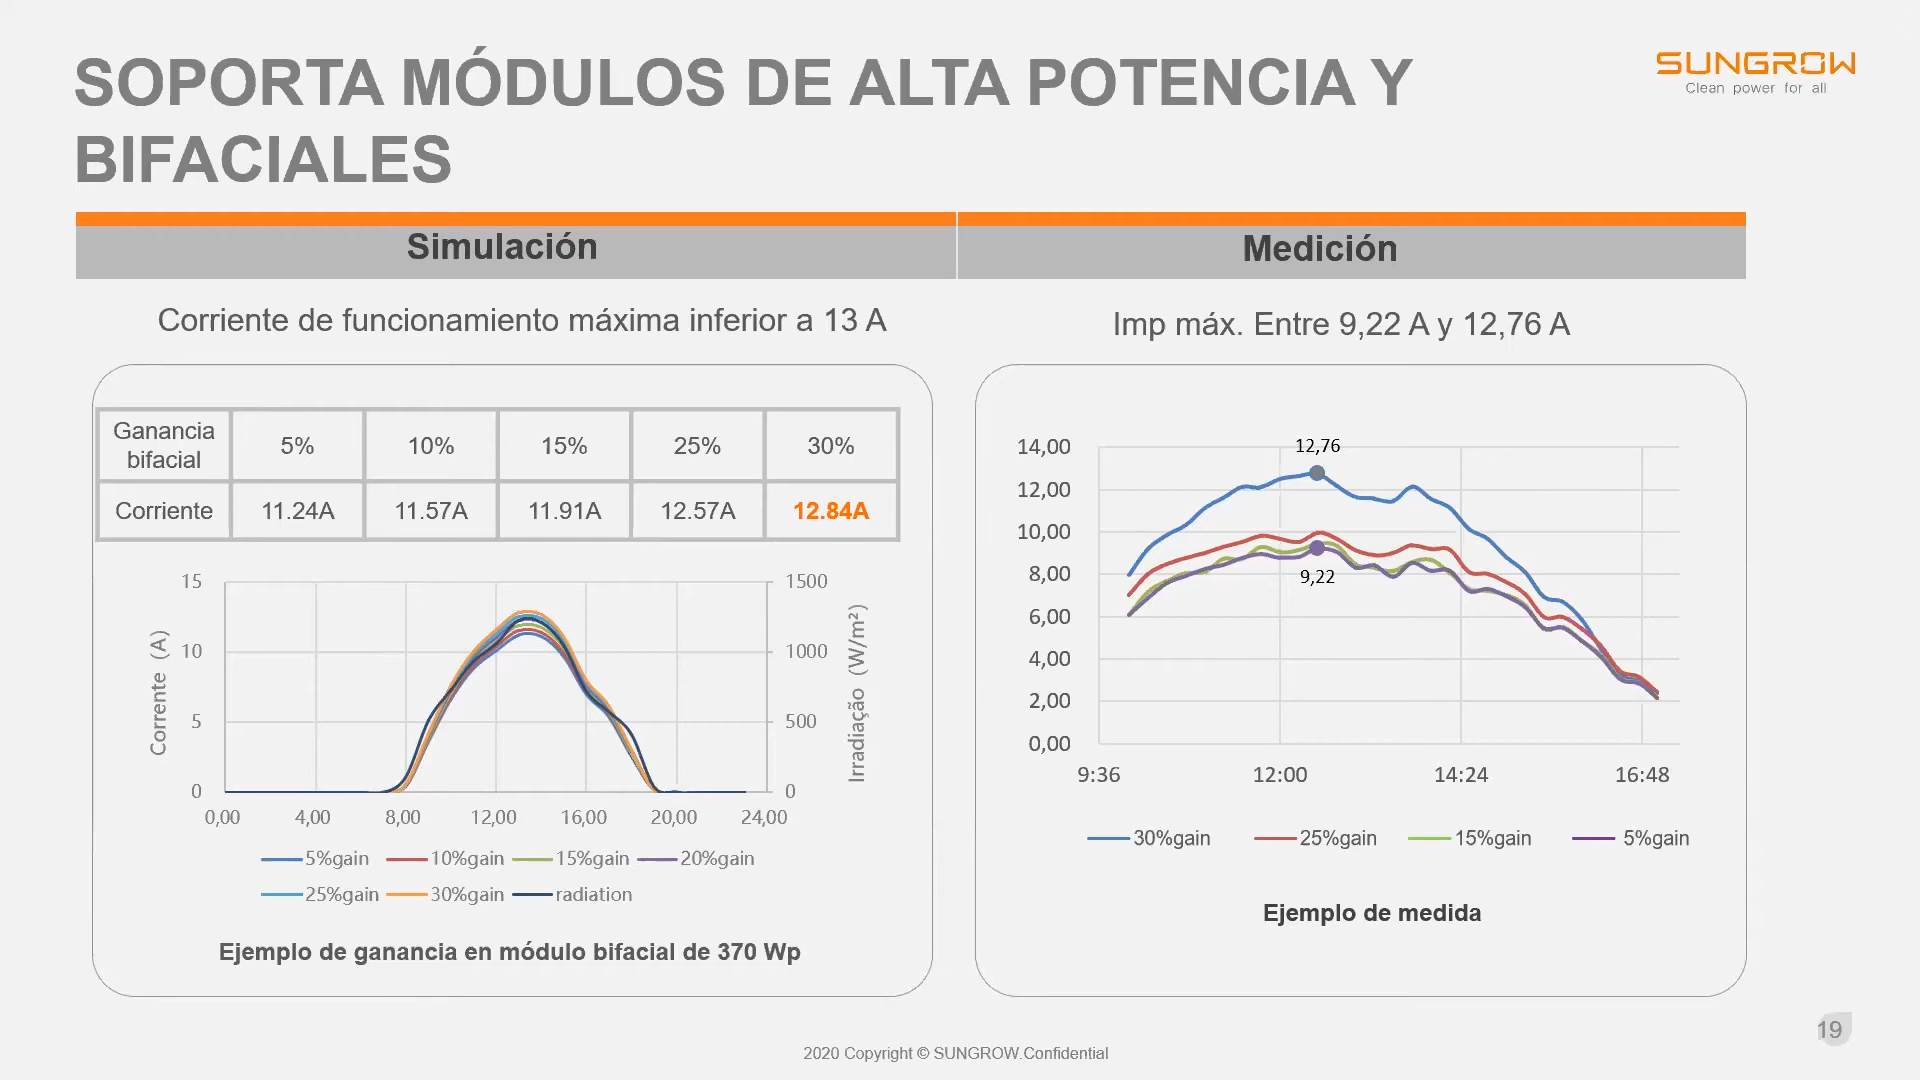 SOPORTA MÓDULOS DE ALTA POTENCIA Y
BIFACIALES
SUNGROW
Clean power for all
Simulación
Medición
Corriente de funcionamiento máxima inferior a 13 A
Imp máx. Entre 9,22 A y 12,76 A
Ganancia
bifacial
5% 10% 15% 25% 30%
Corriente 11.24A 11.57A 11.91A 12.57A 12.84A
15
10
5
0
Corrente (A)
1500
1000
500
0
Irradiação (W/m²)
0,00 4,00 8,00 12,00 16,00 20,00 24,00
5%gain 10%gain 15%gain 20%gain
25%gain 30%gain radiation
Ejemplo de ganancia en módulo bifacial de 370 Wp
14,00
12,00
10,00
8,00
6,00
4,00
2,00
0,00
12,76
9,22
9:36 12:00 14:24 16:48
30%gain 25%gain 15%gain 5%gain
Ejemplo de medida
19
2020 Copyright © SUNGROW.Confidential